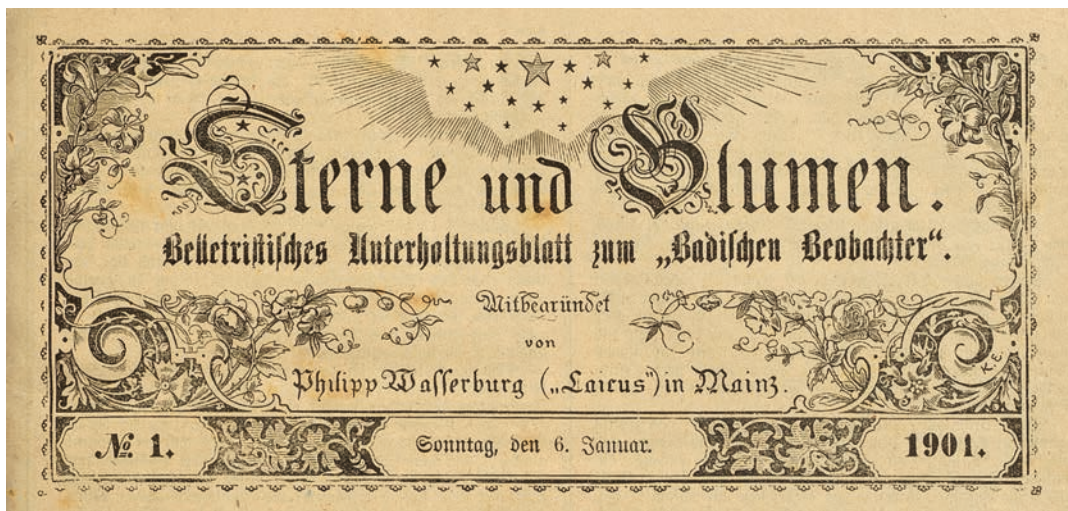 Sterne und Blumen.
Belletristisches Unterhaltungsblatt zum „Badischen Beobachter“.
Mitbegründet
von
Philipp Wasserburg („Laicus“) in Mainz.
K. E.
№ 1. Sonntag, den 6. Januar. 1901.